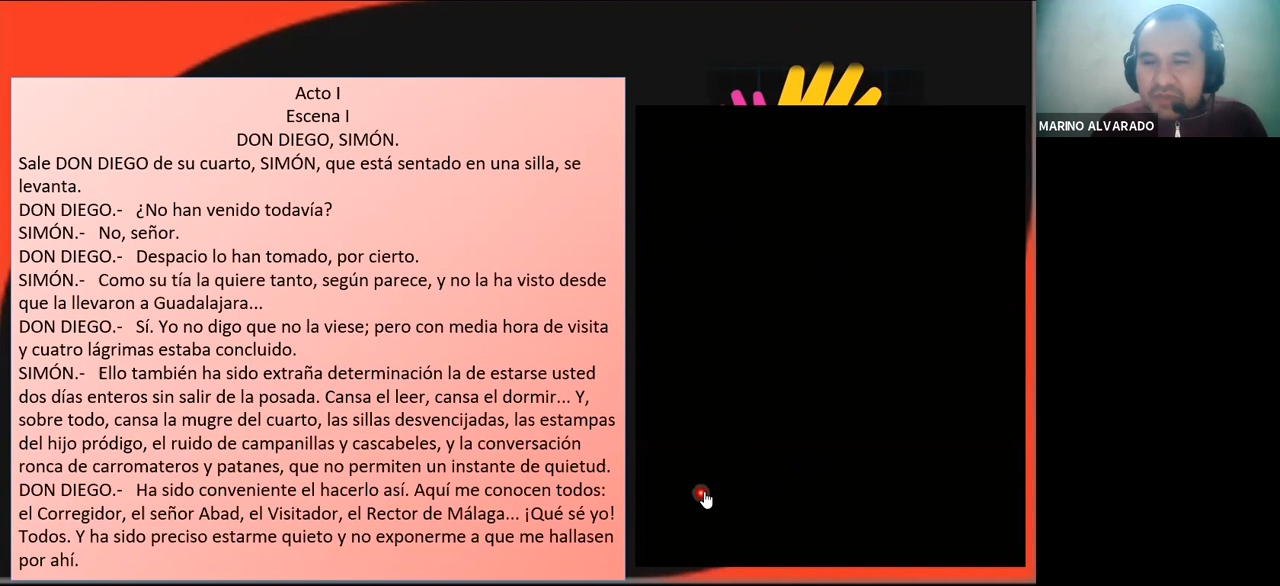 Acto I
Escena I
DON DIEGO, SIMÓN.
Sale DON DIEGO de su cuarto, SIMÓN, que está sentado en una silla, se
levanta.
DON DIEGO.- ¿No han venido todavía?
SIMÓN.- No, señor.
DON DIEGO.- Despacio lo han tomado, por cierto.
SIMÓN.- Como su tía la quiere tanto, según parece, y no la ha visto desde
que la llevaron a Guadalajara...
DON DIEGO.- Sí. Yo no digo que no la viese; pero con media hora de visita
y cuatro lágrimas estaba concluido.
SIMÓN.- Ello también ha sido extraña determinación la de estarse usted
dos días enteros sin salir de la posada. Cansa el leer, cansa el dormir... Y,
sobre todo, cansa la mugre del cuarto, las sillas desvencijadas, las estampas
del hijo pródigo, el ruido de campanillas y cascabeles, y la conversación
ronca de carromateros y patanes, que no permiten un instante de quietud.
DON DIEGO.- Ha sido conveniente el hacerlo así. Aquí me conocen todos:
el Corregidor, el señor Abad, el Visitador, el Rector de Málaga... ¡Qué sé yo!
Todos. Y ha sido preciso estarme quieto y no exponerme a que me hallasen
por ahí.
MARINO ALVARADO